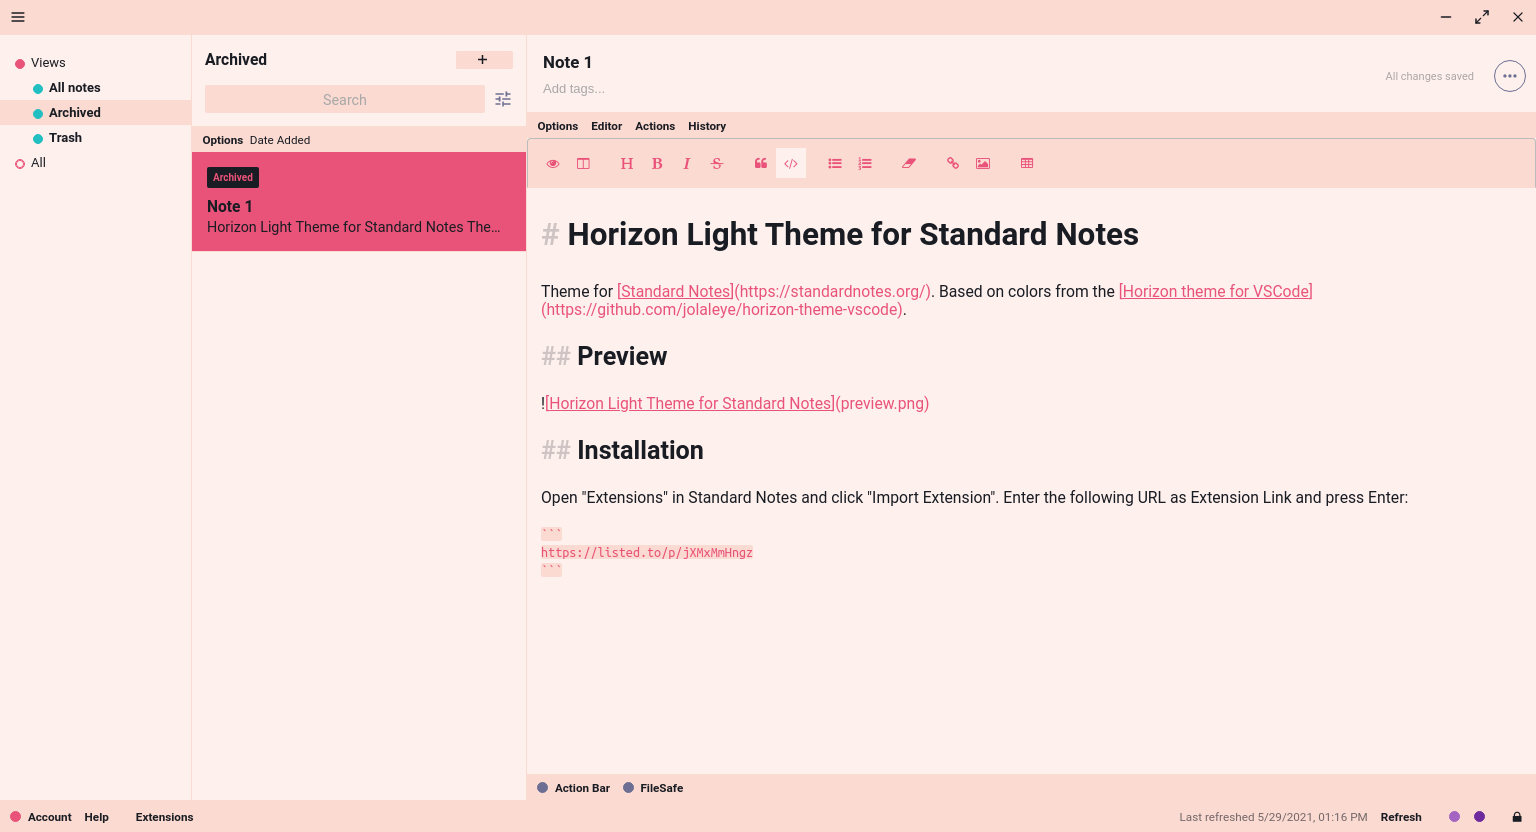 Views
All notes
Archived
Trash
All
Archived
+
Search
Options Date Added
Archived
Note 1
Horizon Light Theme for Standard Notes The...
Note 1
Add tags...
All changes saved
Options Editor Actions History
H B I S
# Horizon Light Theme for Standard Notes
Theme for [Standard Notes](https://standardnotes.org/). Based on colors from the [Horizon theme for VSCode]
(https://github.com/jolaleye/horizon-theme-vscode).
## Preview
![Horizon Light Theme for Standard Notes](preview.png)
## Installation
Open "Extensions" in Standard Notes and click "Import Extension". Enter the following URL as Extension Link and press Enter:
```
https://listed.to/p/jXMxMmHngz
```
Action Bar FileSafe
Account Help Extensions
Last refreshed 5/29/2021, 01:16 PM Refresh